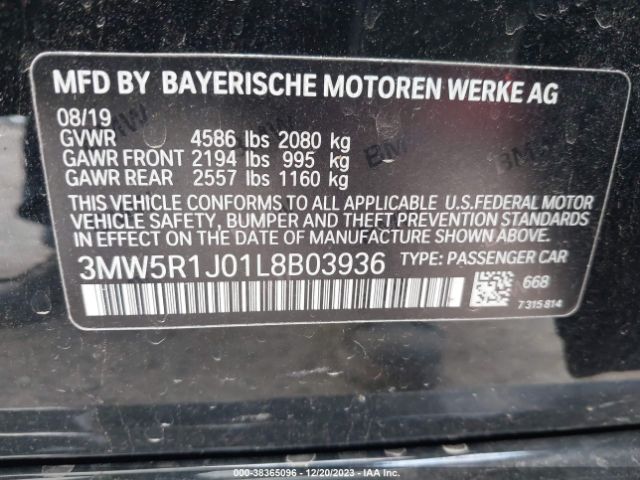 MFD BY BAYERISCHE MOTOREN WERKE AG
08/19
GVWR 4586 lbs 2080 kg
GAWR FRONT 2194 lbs 995 kg
GAWR REAR 2557 lbs 1160 kg
THIS VEHICLE CONFORMS TO ALL APPLICABLE U.S.FEDERAL MOTOR
VEHICLE SAFETY, BUMPER AND THEFT PREVENTION STANDARDS
IN EFFECT ON THE DATE OF MANUFACTURE SHOWN ABOVE
3MW5R1J01L8B03936 TYPE: PASSENGER CAR
668
7315814
000-38365096 - 12/20/2023 - IAA Inc.